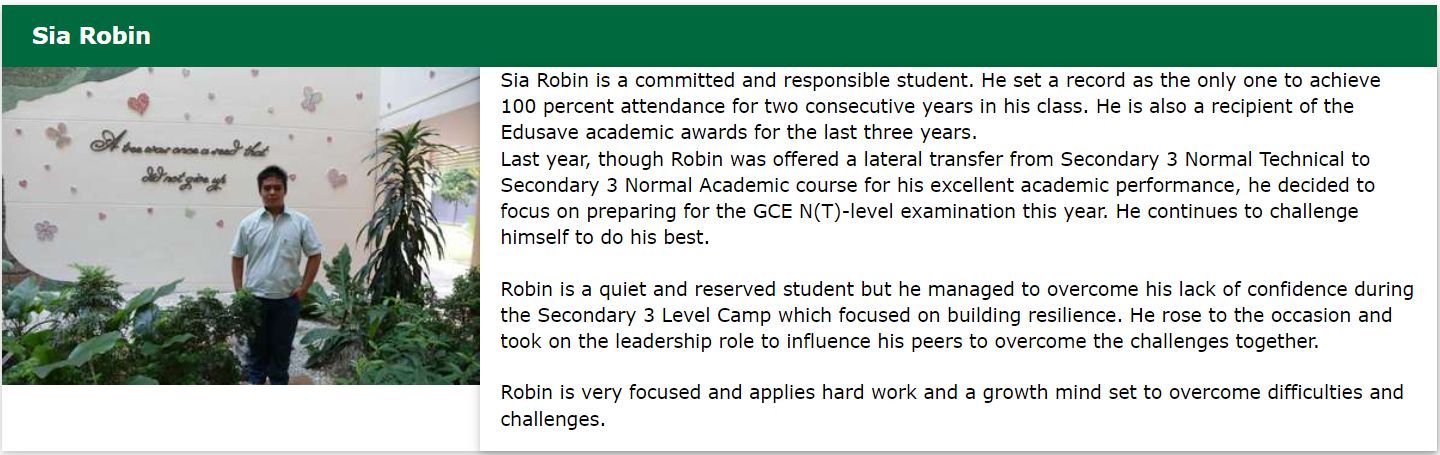 Sia Robin
A tree was once a seed that
did not give up
Sia Robin is a committed and responsible student. He set a record as the only one to achieve
100 percent attendance for two consecutive years in his class. He is also a recipient of the
Edusave academic awards for the last three years.
Last year, though Robin was offered a lateral transfer from Secondary 3 Normal Technical to
Secondary 3 Normal Academic course for his excellent academic performance, he decided to
focus on preparing for the GCE N(T)-level examination this year. He continues to challenge
himself to do his best.
Robin is a quiet and reserved student but he managed to overcome his lack of confidence during
the Secondary 3 Level Camp which focused on building resilience. He rose to the occasion and
took on the leadership role to influence his peers to overcome the challenges together.
Robin is very focused and applies hard work and a growth mind set to overcome difficulties and
challenges.